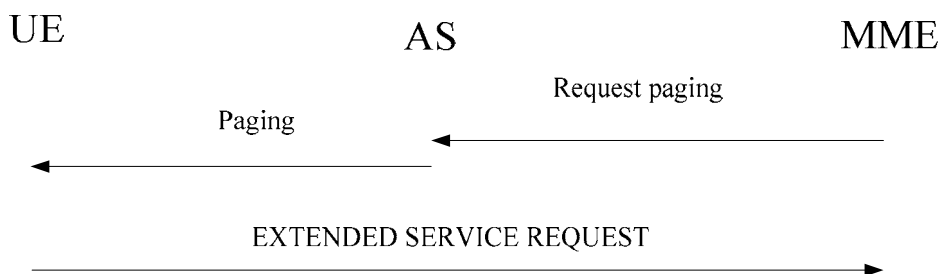 UE AS MME
Request paging
Paging
EXTENDED SERVICE REQUEST